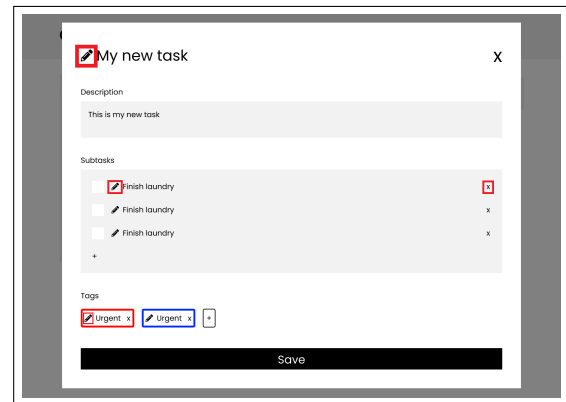 My new task X
Description
This is my new task
Subtasks
Finish laundry x
Finish laundry x
Finish laundry x
+
Tags
Urgent x Urgent x +
Save